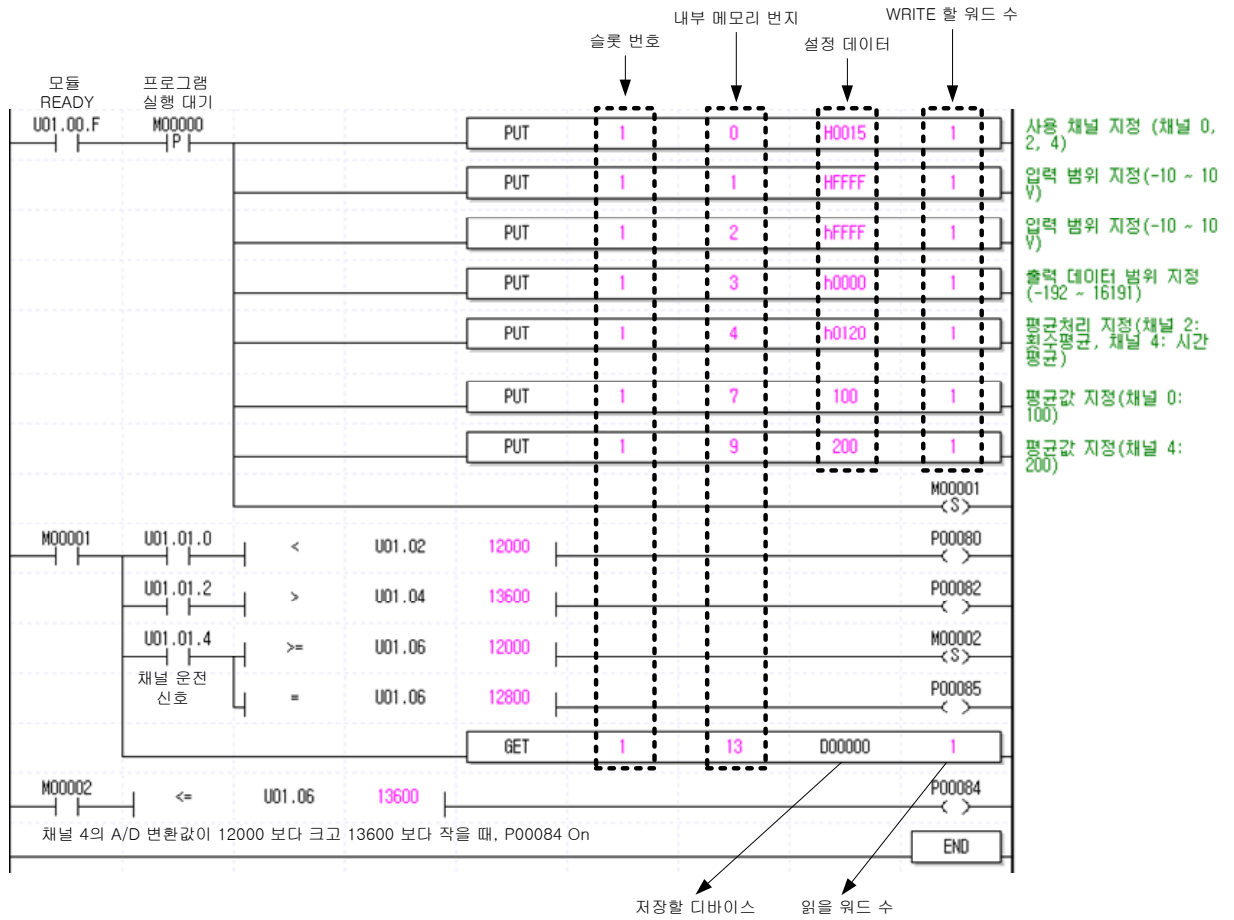 내부 메모리 번지
WRITE 할 워드 수
슬롯 번호
설정 데이터
모듈
READY
프로그램
실행 대기
U01.00.F
M00000
P
PUT 1 0 H0015 1
사용 채널 지정 (채널 0,
2, 4)
PUT 1 1 HFFFF 1
입력 범위 지정(-10 ~ 10
V)
PUT 1 2 hFFFF 1
입력 범위 지정(-10 ~ 10
V)
PUT 1 3 h0000 1
출력 데이터 범위 지정
(-192 ~ 16191)
PUT 1 4 h0120 1
평균처리 지정(채널 2:
횟수평균, 채널 4: 시간
평균)
PUT 1 7 100 1
평균값 지정(채널 0:
100)
PUT 1 9 200 1
평균값 지정(채널 4:
200)
M00001
(S)
M00001 U01.01.0 < U01.02 12000 P00080
( )
U01.01.2 > U01.04 13600 P00082
( )
U01.01.4 >= U01.06 12000 M00002
(S)
채널 운전
신호
= U01.06 12800 P00085
( )
GET 1 13 D00000 1
M00002 <= U01.06 13600 P00084
( )
채널 4의 A/D 변환값이 12000 보다 크고 13600 보다 작을 때, P00084 On
END
저장할 디바이스
읽을 워드 수